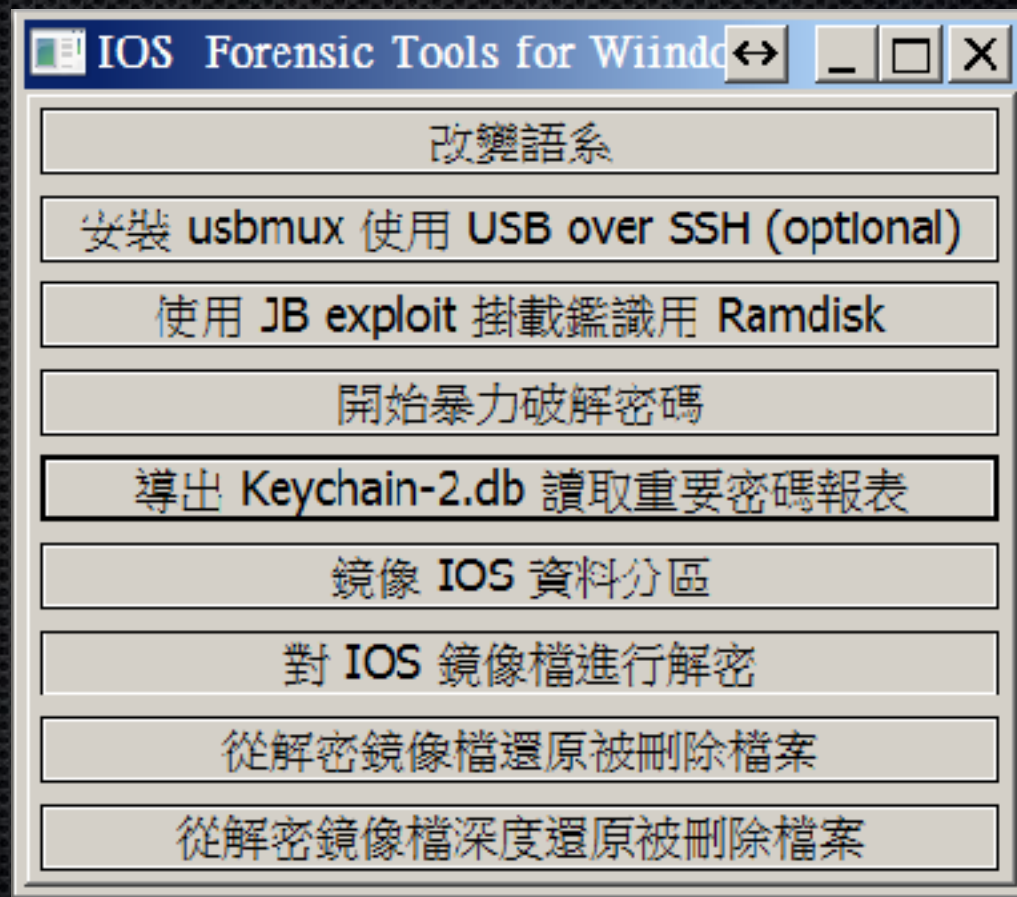 IOS Forensic Tools for Wiindo
改變語系
安裝 usbmux 使用 USB over SSH (optional)
使用 JB exploit 掛載鑑識用 Ramdisk
開始暴力破解密碼
導出 Keychain-2.db 讀取重要密碼報表
鏡像 IOS 資料分區
對 IOS 鏡像檔進行解密
從解密鏡像檔還原被刪除檔案
從解密鏡像檔深度還原被刪除檔案